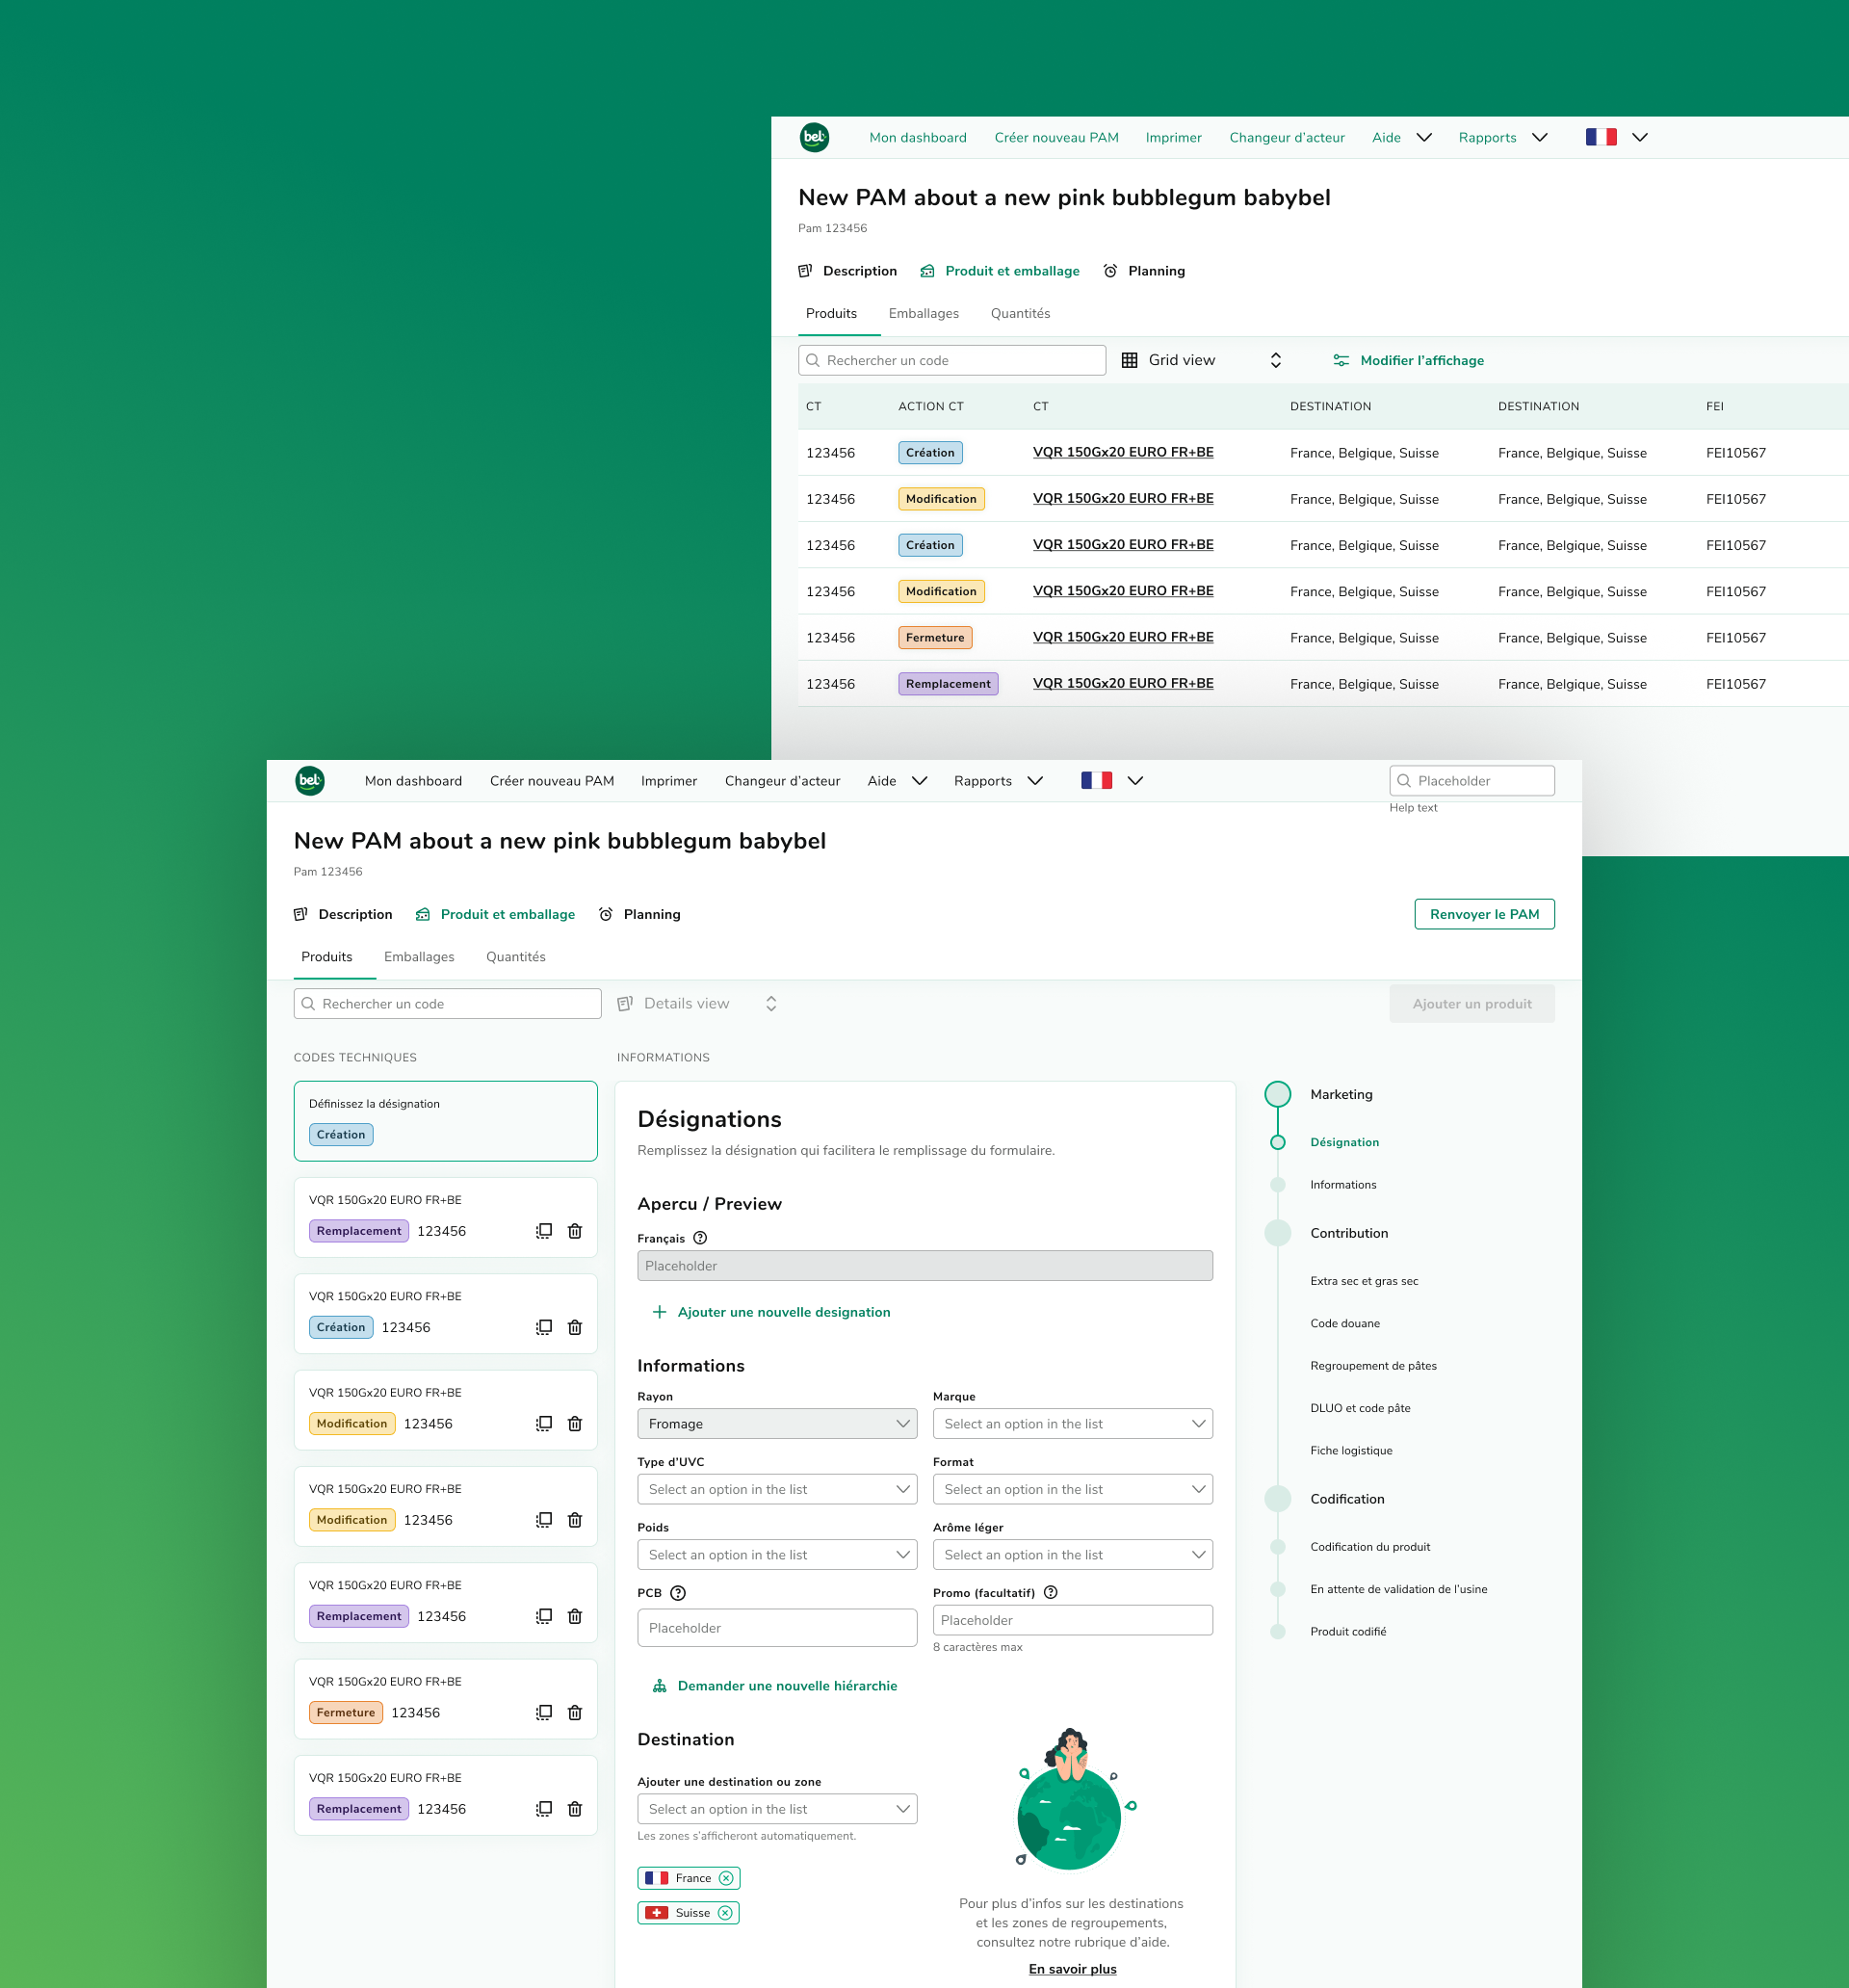 bel
Mon dashboard Créer nouveau PAM Imprimer Changeur d'acteur Aide Rapports
New PAM about a new pink bubblegum babybel
Pam 123456
Description Produit et emballage Planning
Produits Emballages Quantités
Rechercher un code Grid view Modifier l'affichage
CT ACTION CT CT DESTINATION DESTINATION FEI
123456 Création VQR 150Gx20 EURO FR+BE France, Belgique, Suisse France, Belgique, Suisse FEI10567
123456 Modification VQR 150Gx20 EURO FR+BE France, Belgique, Suisse France, Belgique, Suisse FEI10567
123456 Création VQR 150Gx20 EURO FR+BE France, Belgique, Suisse France, Belgique, Suisse FEI10567
123456 Modification VQR 150Gx20 EURO FR+BE France, Belgique, Suisse France, Belgique, Suisse FEI10567
123456 Fermeture VQR 150Gx20 EURO FR+BE France, Belgique, Suisse France, Belgique, Suisse FEI10567
123456 Remplacement VQR 150Gx20 EURO FR+BE France, Belgique, Suisse France, Belgique, Suisse FEI10567
bel
Mon dashboard Créer nouveau PAM Imprimer Changeur d'acteur Aide Rapports Placeholder
Help text
New PAM about a new pink bubblegum babybel
Pam 123456
Description Produit et emballage Planning Renvoyer le PAM
Produits Emballages Quantités
Rechercher un code Details view Ajouter un produit
CODES TECHNIQUES
Définissez la désignation
Création
VQR 150Gx20 EURO FR+BE
Remplacement 123456
VQR 150Gx20 EURO FR+BE
Création 123456
VQR 150Gx20 EURO FR+BE
Modification 123456
VQR 150Gx20 EURO FR+BE
Modification 123456
VQR 150Gx20 EURO FR+BE
Remplacement 123456
VQR 150Gx20 EURO FR+BE
Fermeture 123456
VQR 150Gx20 EURO FR+BE
Remplacement 123456
INFORMATIONS
Désignations
Remplissez la désignation qui facilitera le remplissage du formulaire.
Apercu / Preview
Français
Placeholder
Ajouter une nouvelle designation
Informations
Rayon Marque
Fromage Select an option in the list
Type d'UVC Format
Select an option in the list Select an option in the list
Poids Arôme léger
Select an option in the list Select an option in the list
PCB Promo (facultatif)
Placeholder Placeholder
8 caractères max
Demander une nouvelle hiérarchie
Destination
Ajouter une destination ou zone
Select an option in the list
Les zones s'afficheront automatiquement.
France
Suisse
Pour plus d'infos sur les destinations
et les zones de regroupements,
consultez notre rubrique d'aide.
En savoir plus
Marketing
Désignation
Informations
Contribution
Extra sec et gras sec
Code douane
Regroupement de pâtes
DLUO et code pâte
Fiche logistique
Codification
Codification du produit
En attente de validation de l'usine
Produit codifié